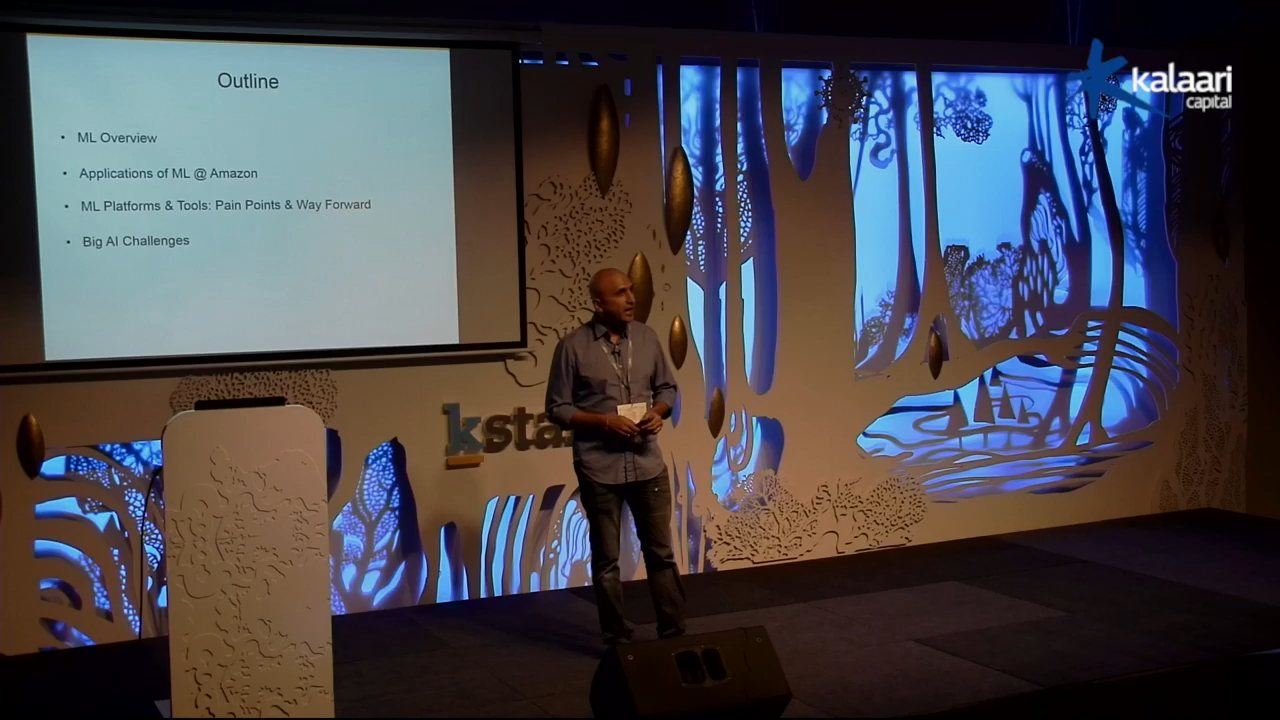 Outline
• ML Overview
• Applications of ML @ Amazon
• ML Platforms & Tools: Pain Points & Way Forward
• Big AI Challenges
kalaari
capital
ksta